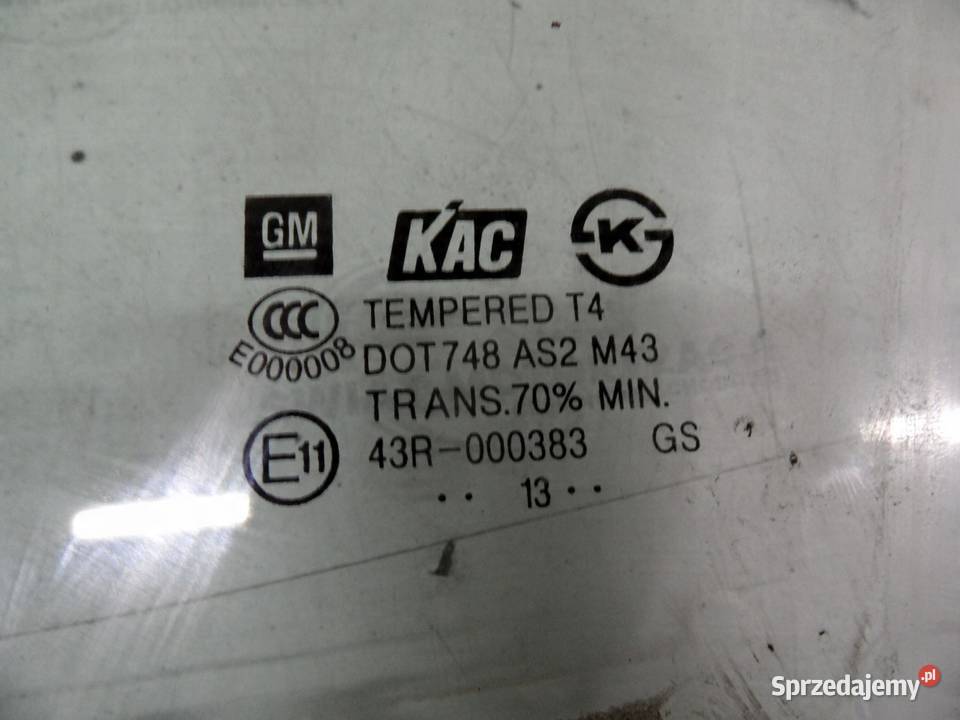 GM KAC K
CCC TEMPERED T4
E000008 DOT748 AS2 M43
TRANS.70% MIN.
E11 43R-000383 GS
.. 13 ..
Sprzedajemy.pl